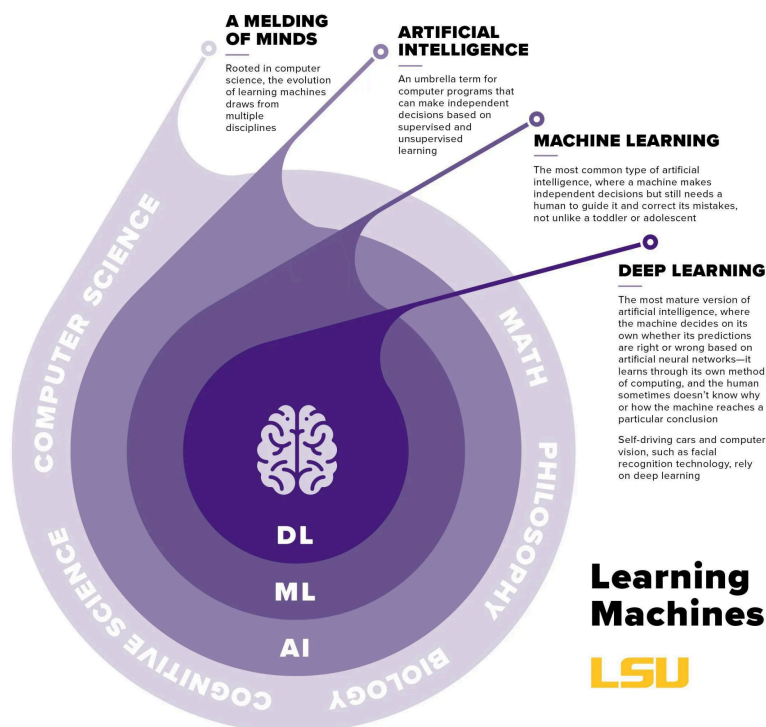 A MELDING
OF MINDS
Rooted in computer
science, the evolution
of learning machines
draws from
multiple
disciplines
ARTIFICIAL
INTELLIGENCE
An umbrella term for
computer programs that
can make independent
decisions based on
supervised and
unsupervised
learning
MACHINE LEARNING
The most common type of artificial
intelligence, where a machine makes
independent decisions but still needs a
human to guide it and correct its mistakes,
not unlike a toddler or adolescent
DEEP LEARNING
The most mature version of
artificial intelligence, where
the machine decides on its
own whether its predictions
are right or wrong based on
artificial neural networks—it
learns through its own method
of computing, and the human
sometimes doesn’t know why
or how the machine reaches a
particular conclusion
Self-driving cars and computer
vision, such as facial
recognition technology, rely
on deep learning
COMPUTER SCIENCE
MATH
PHILOSOPHY
BIOLOGY
COGNITIVE SCIENCE
DL
ML
AI
Learning
Machines
LSU